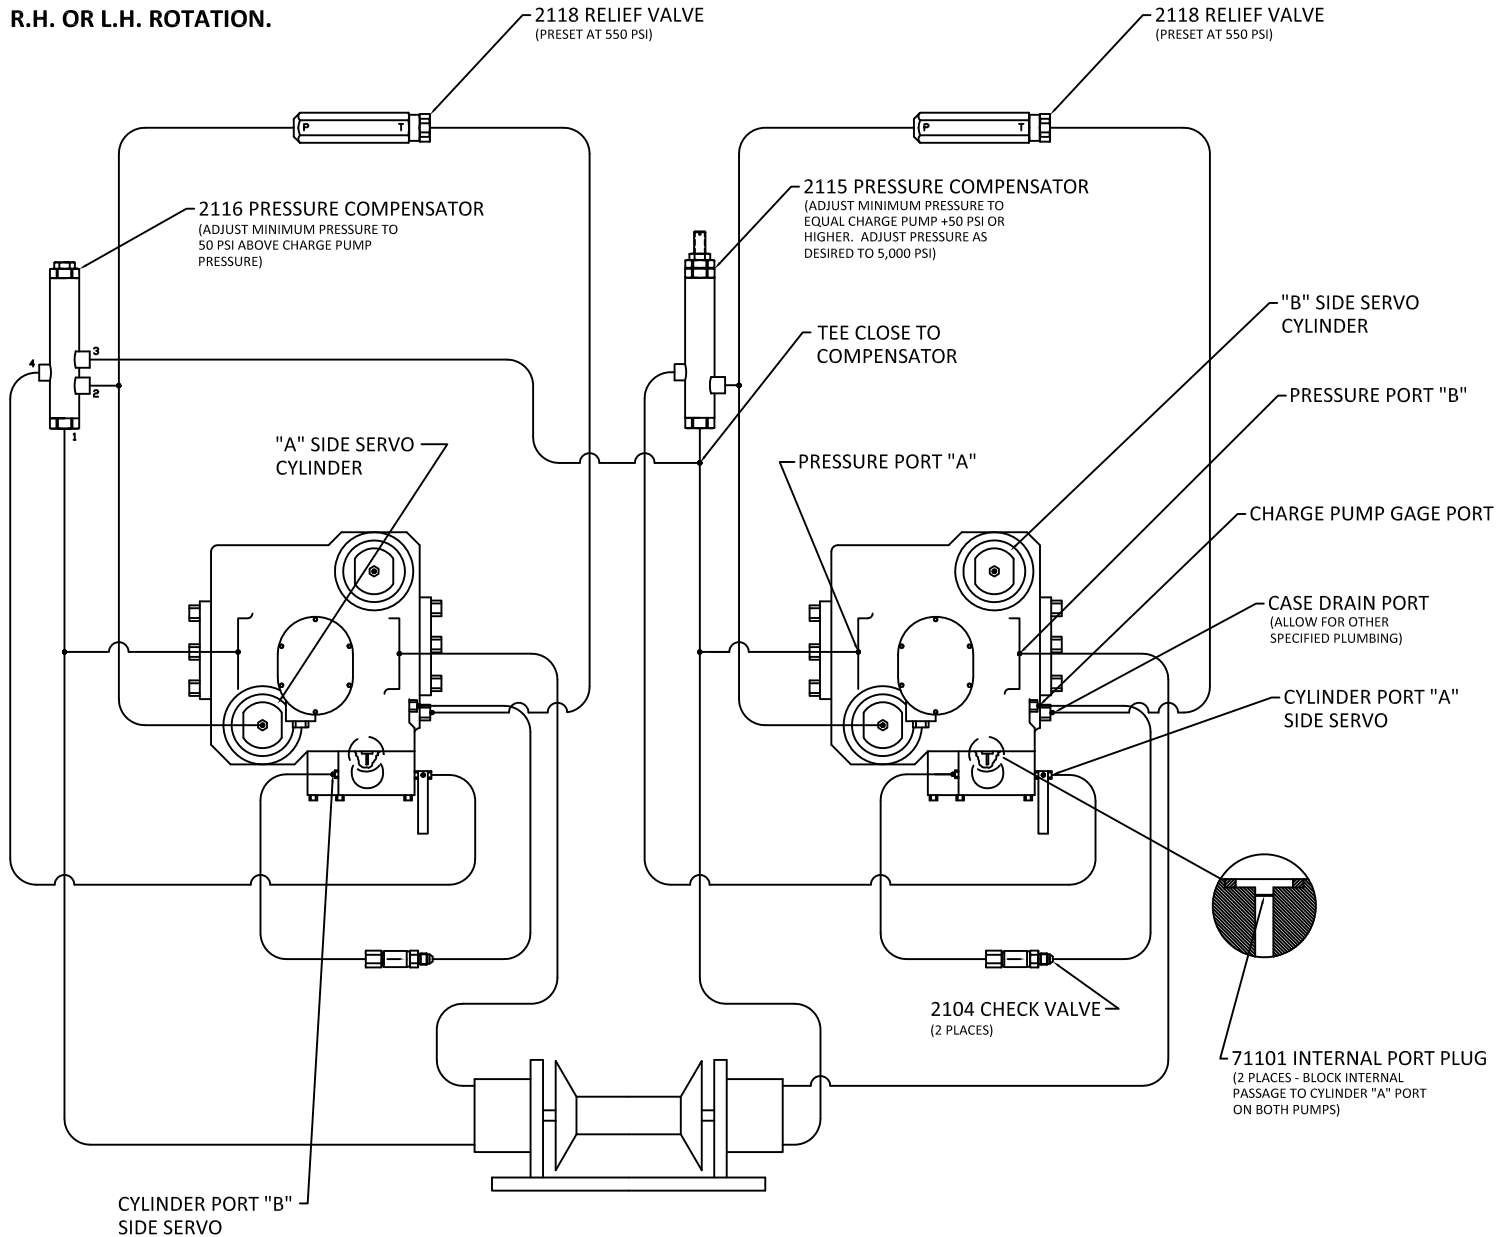 R.H. OR L.H. ROTATION.
2118 RELIEF VALVE
(PRESET AT 550 PSI)
2118 RELIEF VALVE
(PRESET AT 550 PSI)
P T
P T
2116 PRESSURE COMPENSATOR
(ADJUST MINIMUM PRESSURE TO
50 PSI ABOVE CHARGE PUMP
PRESSURE)
2115 PRESSURE COMPENSATOR
(ADJUST MINIMUM PRESSURE TO
EQUAL CHARGE PUMP +50 PSI OR
HIGHER. ADJUST PRESSURE AS
DESIRED TO 5,000 PSI)
"B" SIDE SERVO
CYLINDER
TEE CLOSE TO
COMPENSATOR
4
3
2
1
PRESSURE PORT "B"
"A" SIDE SERVO
CYLINDER
PRESSURE PORT "A"
CHARGE PUMP GAGE PORT
CASE DRAIN PORT
(ALLOW FOR OTHER
SPECIFIED PLUMBING)
CYLINDER PORT "A"
SIDE SERVO
2104 CHECK VALVE
(2 PLACES)
71101 INTERNAL PORT PLUG
(2 PLACES - BLOCK INTERNAL
PASSAGE TO CYLINDER "A" PORT
ON BOTH PUMPS)
CYLINDER PORT "B"
SIDE SERVO